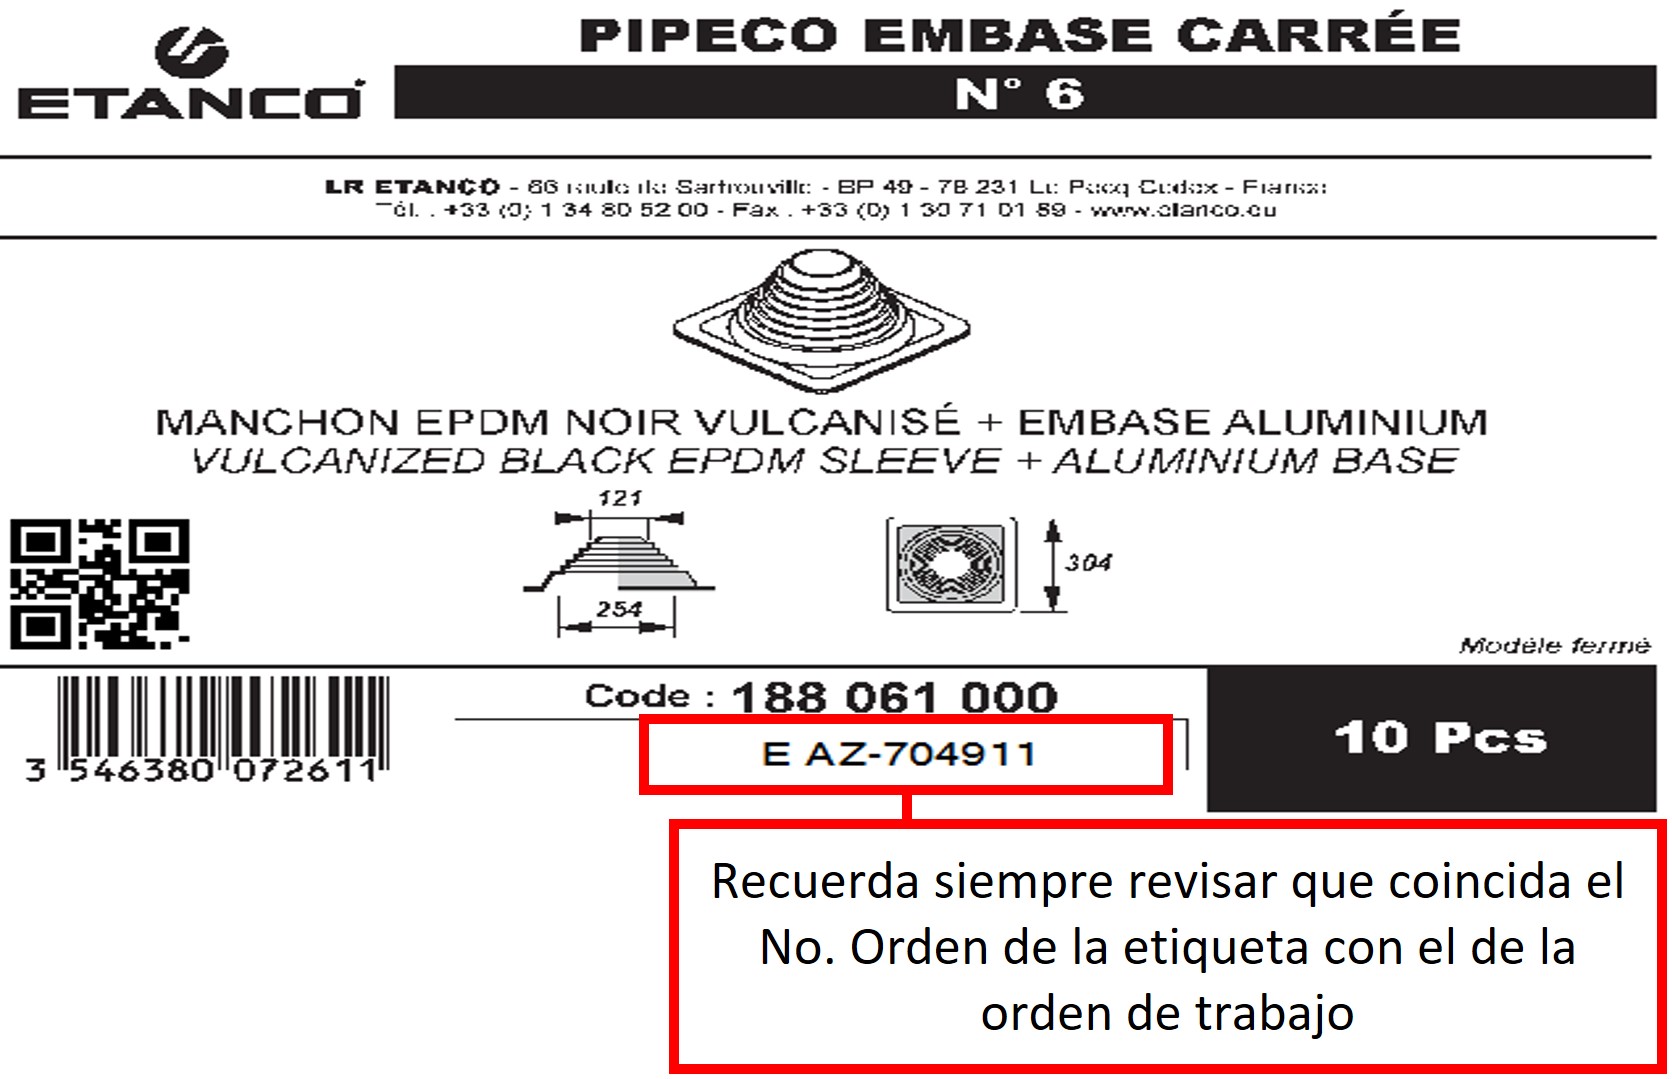 PIPECO EMBASE CARRÉE
ETANCO
N° 6
LR ETANCO - 66 route de Sartrouville - BP 49 - 78 231 Le Pecq Cedex - France
Tél. : +33 (0) 1 34 80 52 00 - Fax : +33 (0) 1 30 71 01 89 - www.etanco.eu
MANCHON EPDM NOIR VULCANISÉ + EMBASE ALUMINIUM
VULCANIZED BLACK EPDM SLEEVE + ALUMINIUM BASE
121
304
254
Modèle fermé
Code : 188 061 000
E AZ-704911
10 Pcs
3 546380 072611
Recuerda siempre revisar que coincida el
No. Orden de la etiqueta con el de la
orden de trabajo